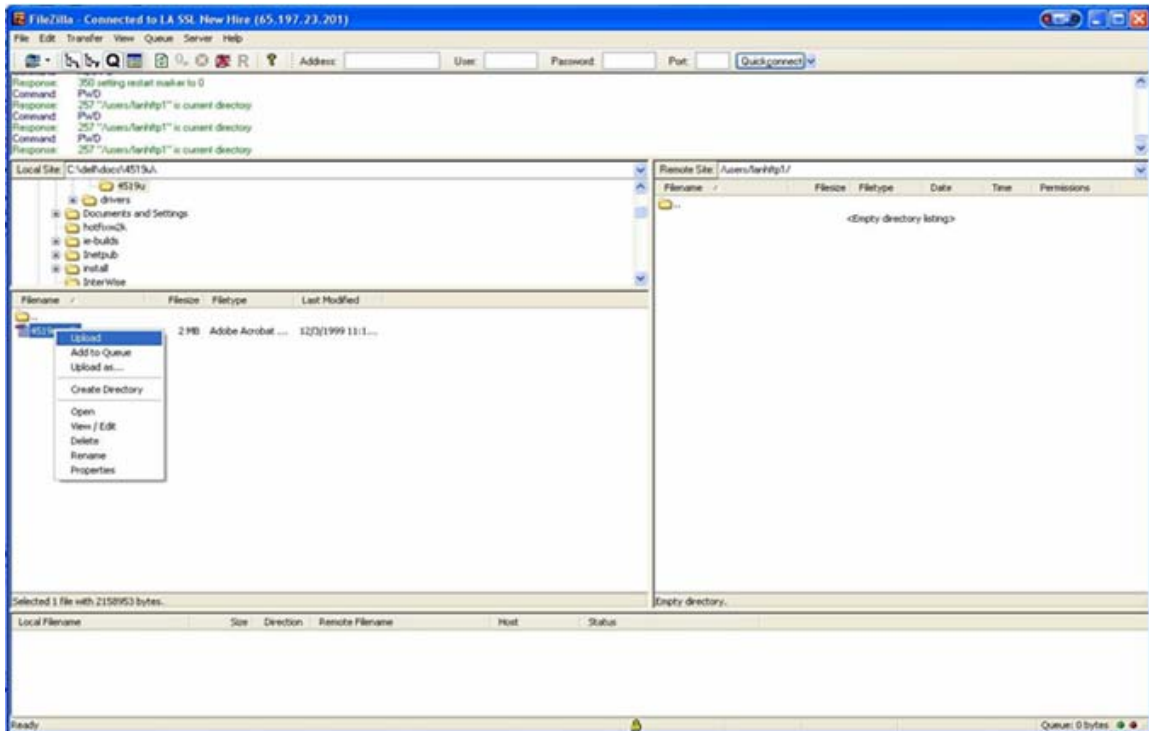 FileZilla - Connected to LA SSL New Hire (65.197.23.201)
File Edit Transfer View Queue Server Help
Address: User: Password: Port: Quickconnect
Response: 350 setting restart marker to 0
Command: PWD
Response: 257 "/users/lanhftp1" is current directory
Command: PWD
Response: 257 "/users/lanhftp1" is current directory
Command: PWD
Response: 257 "/users/lanhftp1" is current directory
Local Site: C:\dell\docs\4519u\
4519u
drivers
Documents and Settings
ie-builds
Inetpub
install
InterWise
Filename / Filesize Filetype Last Modified
..
2 MB Adobe Acrobat ... 12/3/1999 11:1...
Upload
Add to Queue
Upload as...
Create Directory
Open
View / Edit
Delete
Rename
Properties
Selected 1 file with 2158953 bytes.
Remote Site: /users/lanhftp1/
Filename / Filesize Filetype Date Time Permissions
..
<Empty directory listing>
Empty directory.
Local Filename Size Direction Remote Filename Host Status
Ready
Queue: 0 bytes